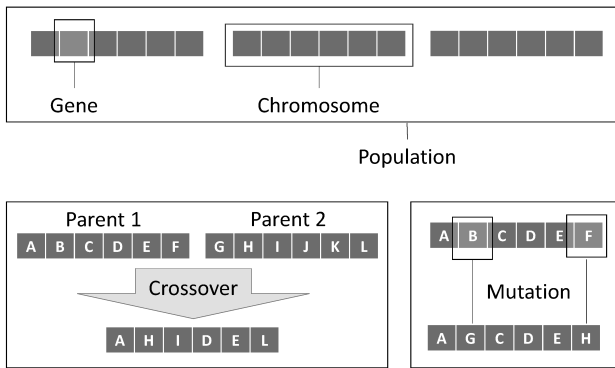 Gene
Chromosome
Population
Parent 1
Parent 2
A B C D E F
G H I J K L
Crossover
A H I D E L
A B C D E F
Mutation
A G C D E H